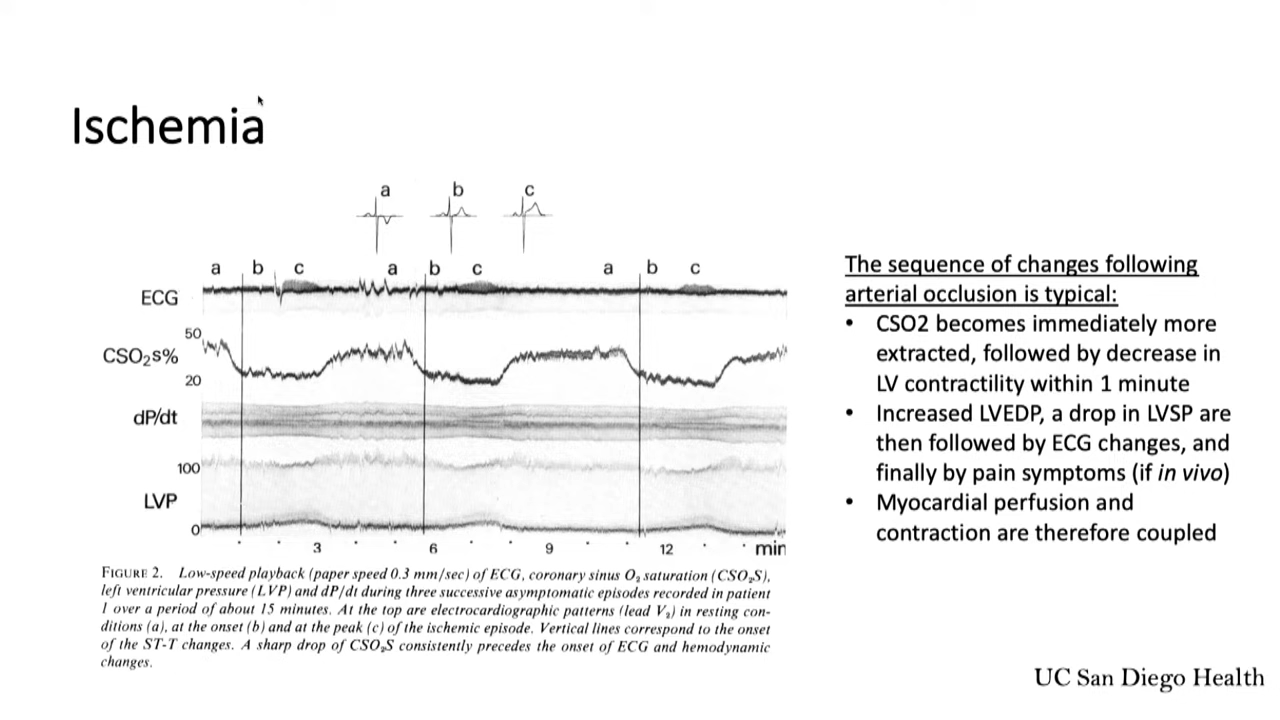 Ischemia
a b c
a b c a b c a b c
ECG
50
CSO₂s%
20
dP/dt
100
LVP
0
3 6 9 12 min
FIGURE 2. Low-speed playback (paper speed 0.3 mm/sec) of ECG, coronary sinus O₂ saturation (CSO₂S),
left ventricular pressure (LVP) and dP/dt during three successive asymptomatic episodes recorded in patient
1 over a period of about 15 minutes. At the top are electrocardiographic patterns (lead V₂) in resting con-
ditions (a), at the onset (b) and at the peak (c) of the ischemic episode. Vertical lines correspond to the onset
of the ST-T changes. A sharp drop of CSO₂S consistently precedes the onset of ECG and hemodynamic
changes.
The sequence of changes following
arterial occlusion is typical:
• CSO2 becomes immediately more
extracted, followed by decrease in
LV contractility within 1 minute
• Increased LVEDP, a drop in LVSP are
then followed by ECG changes, and
finally by pain symptoms (if in vivo)
• Myocardial perfusion and
contraction are therefore coupled
UC San Diego Health